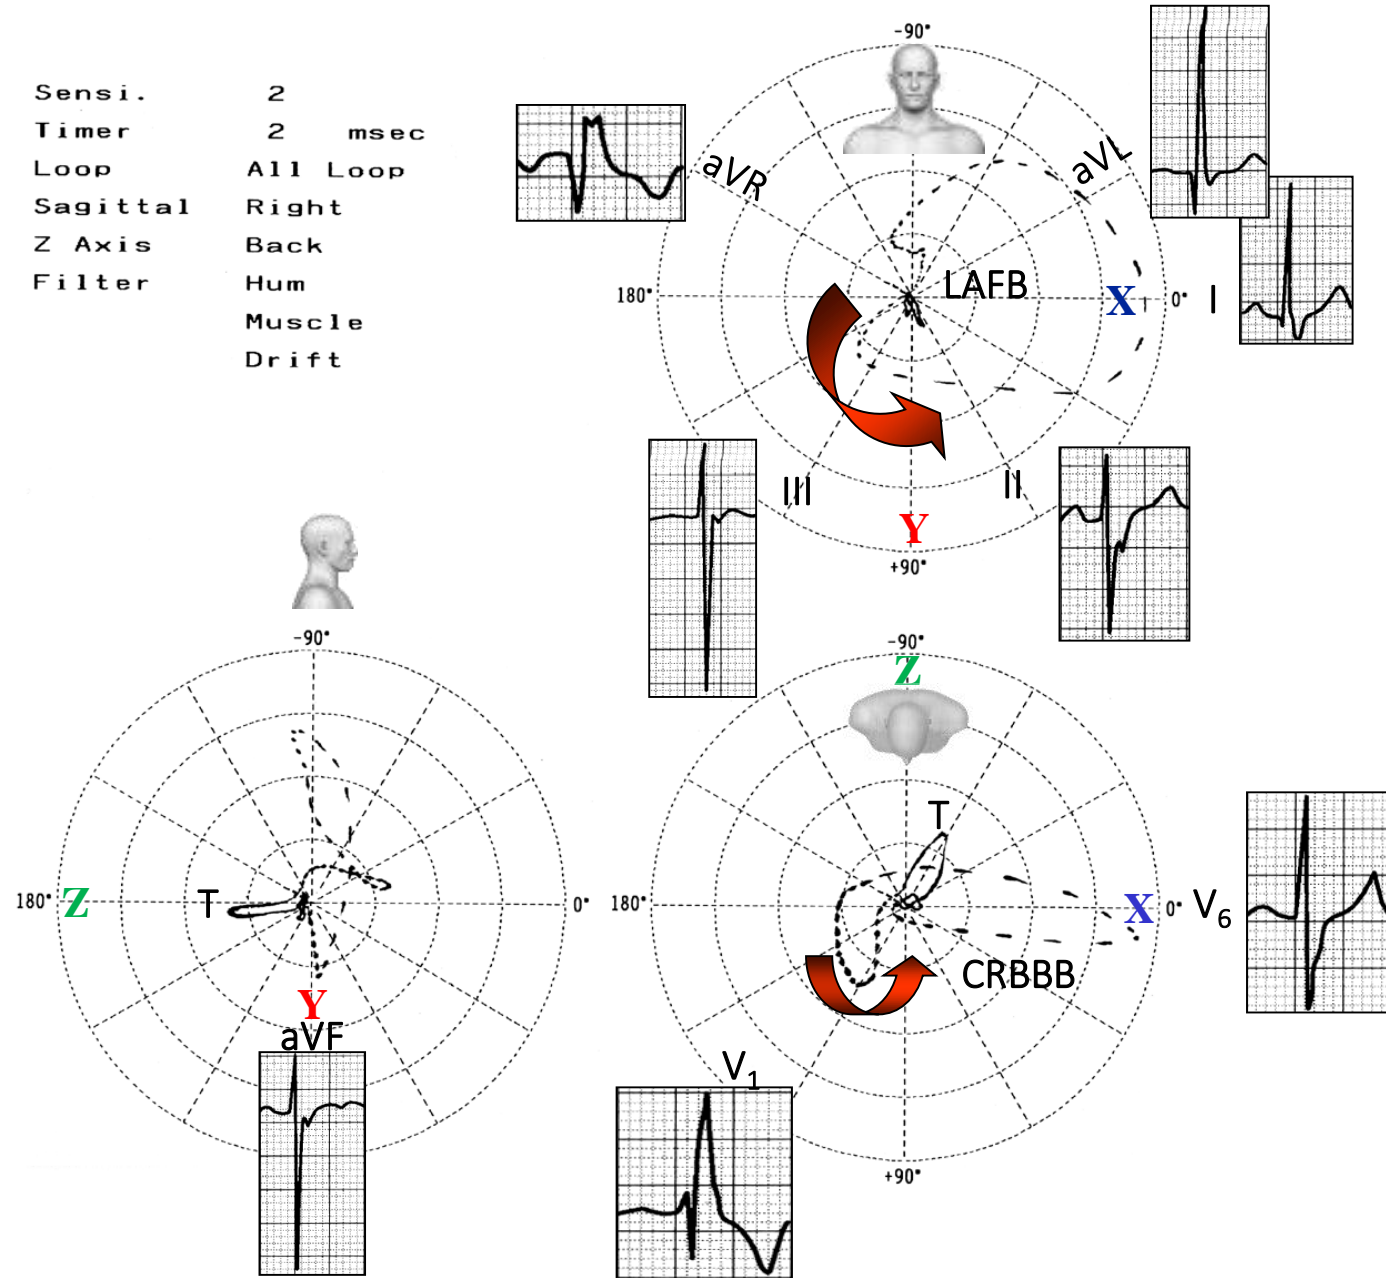 Sensi. 2
Timer 2 msec
Loop All Loop
Sagittal Right
Z Axis Back
Filter Hum
Muscle
Drift
-90°
aVR
aVL
LAFB
180°
X
0°
I
III
II
Y
+90°
-90°
180°
Z
T
0°
Y
aVF
-90°
Z
T
180°
X
0°
V6
CRBBB
V1
+90°